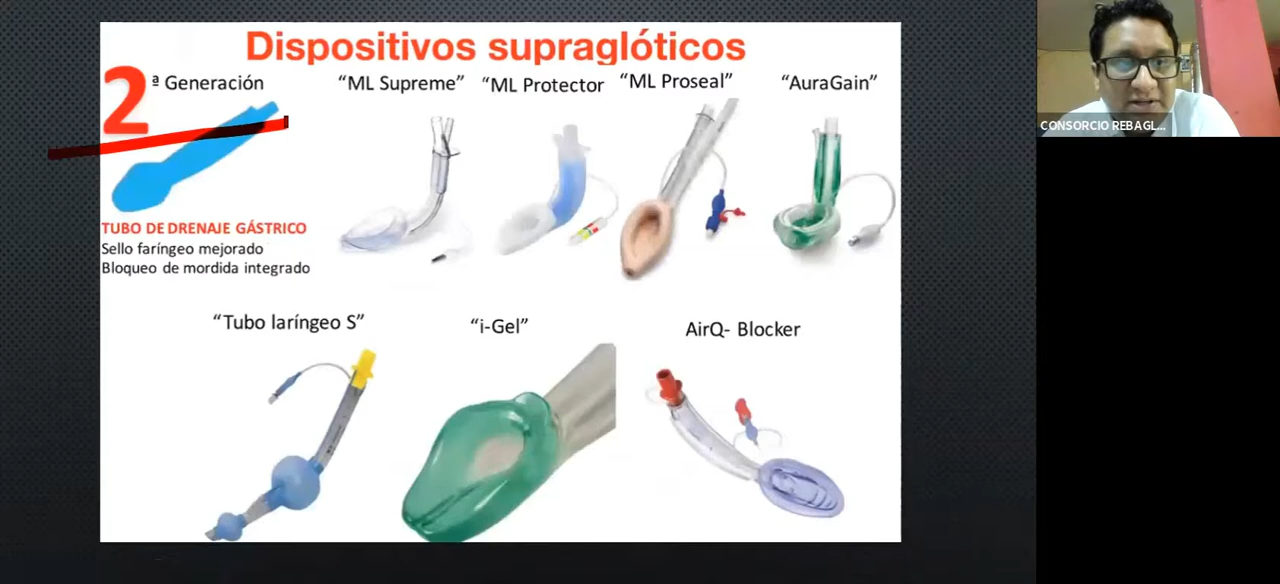 Dispositivos supraglóticos
2ª Generación
“ML Supreme”
“ML Protector
“ML Proseal”
“AuraGain”
TUBO DE DRENAJE GÁSTRICO
Sello faríngeo mejorado
Bloqueo de mordida integrado
“Tubo laríngeo S”
“i-Gel”
AirQ- Blocker
CONSORCIO REBAGL...